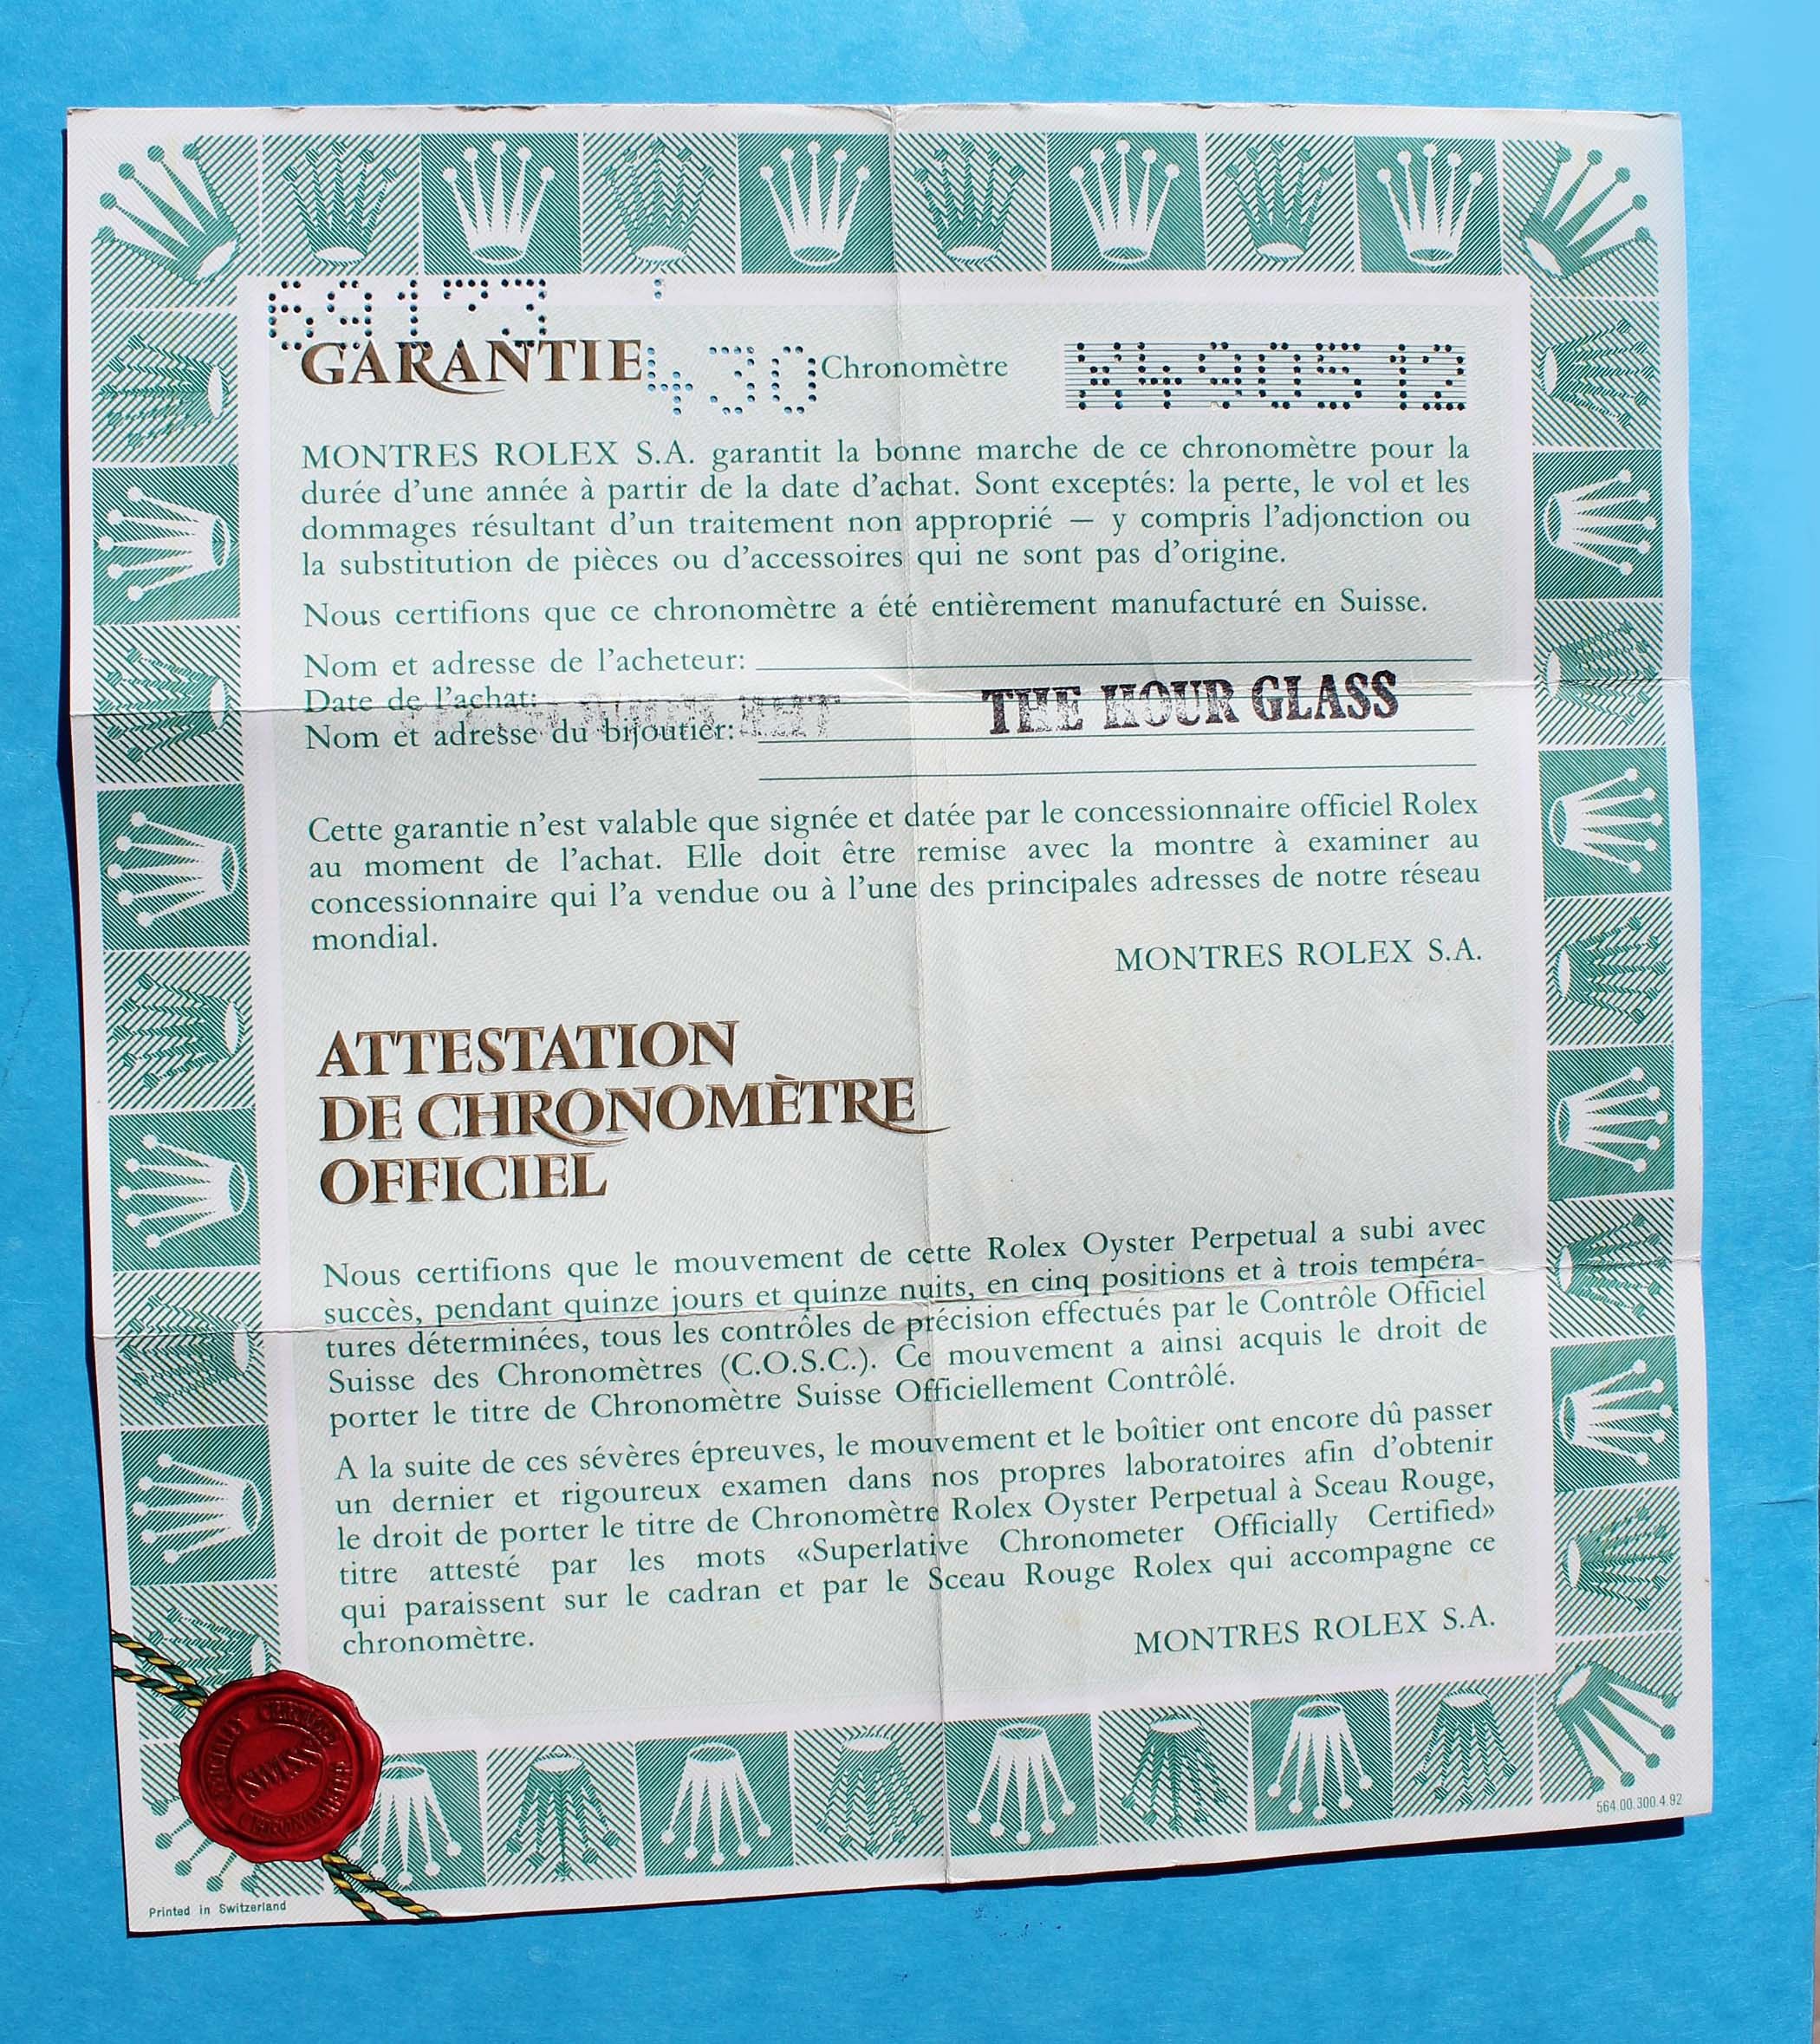 69173
GARANTIE 430 Chronomètre X490512
MONTRES ROLEX S.A. garantit la bonne marche de ce chronomètre pour la
durée d'une année à partir de la date d'achat. Sont exceptés: la perte, le vol et les
dommages résultant d'un traitement non approprié — y compris l'adjonction ou
la substitution de pièces ou d'accessoires qui ne sont pas d'origine.
Nous certifions que ce chronomètre a été entièrement manufacturé en Suisse.
Nom et adresse de l'acheteur:
Date de l'achat:
THE HOUR GLASS
Nom et adresse du bijoutier:
Cette garantie n'est valable que signée et datée par le concessionnaire officiel Rolex
au moment de l'achat. Elle doit être remise avec la montre à examiner au
concessionnaire qui l'a vendue ou à l'une des principales adresses de notre réseau
mondial.
MONTRES ROLEX S.A.
ATTESTATION
DE CHRONOMÈTRE
OFFICIEL
Nous certifions que le mouvement de cette Rolex Oyster Perpetual a subi avec
succès, pendant quinze jours et quinze nuits, en cinq positions et à trois tempéra-
tures déterminées, tous les contrôles de précision effectués par le Contrôle Officiel
Suisse des Chronomètres (C.O.S.C.). Ce mouvement a ainsi acquis le droit de
porter le titre de Chronomètre Suisse Officiellement Contrôlé.
A la suite de ces sévères épreuves, le mouvement et le boîtier ont encore dû passer
un dernier et rigoureux examen dans nos propres laboratoires afin d'obtenir
le droit de porter le titre de Chronomètre Rolex Oyster Perpetual à Sceau Rouge,
titre attesté par les mots «Superlative Chronometer Officially Certified»
qui paraissent sur le cadran et par le Sceau Rouge Rolex qui accompagne ce
chronomètre.
MONTRES ROLEX S.A.
OFFICIALLY CERTIFIED
SWISS
CHRONOMETER
564.00.300.4.92
Printed in Switzerland